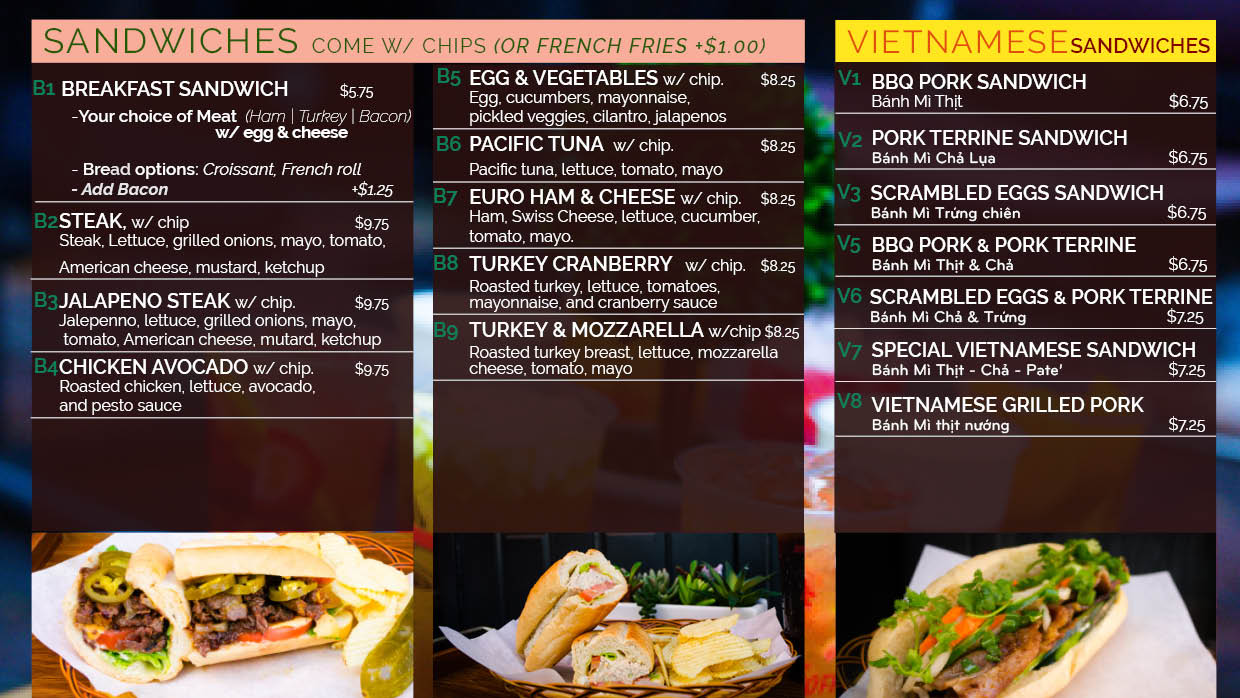 SANDWICHES COME W/ CHIPS (OR FRENCH FRIES +$1.00)
B1 BREAKFAST SANDWICH $5.75
-Your choice of Meat (Ham | Turkey | Bacon)
w/ egg & cheese
- Bread options: Croissant, French roll
- Add Bacon +$1.25
B2 STEAK, w/ chip $9.75
Steak, Lettuce, grilled onions, mayo, tomato,
American cheese, mustard, ketchup
B3 JALAPENO STEAK w/ chip. $9.75
Jalepenno, lettuce, grilled onions, mayo,
tomato, American cheese, mutard, ketchup
B4 CHICKEN AVOCADO w/ chip. $9.75
Roasted chicken, lettuce, avocado,
and pesto sauce
B5 EGG & VEGETABLES w/ chip. $8.25
Egg, cucumbers, mayonnaise,
pickled veggies, cilantro, jalapenos
B6 PACIFIC TUNA w/ chip. $8.25
Pacific tuna, lettuce, tomato, mayo
B7 EURO HAM & CHEESE w/ chip. $8.25
Ham, Swiss Cheese, lettuce, cucumber,
tomato, mayo.
B8 TURKEY CRANBERRY w/ chip. $8.25
Roasted turkey, lettuce, tomatoes,
mayonnaise, and cranberry sauce
B9 TURKEY & MOZZARELLA w/chip $8.25
Roasted turkey breast, lettuce, mozzarella
cheese, tomato, mayo
VIETNAMESE SANDWICHES
V1 BBQ PORK SANDWICH
Bánh Mì Thịt $6.75
V2 PORK TERRINE SANDWICH
Bánh Mì Chả Lụa $6.75
V3 SCRAMBLED EGGS SANDWICH
Bánh Mì Trứng chiên $6.75
V5 BBQ PORK & PORK TERRINE
Bánh Mì Thịt & Chả $6.75
V6 SCRAMBLED EGGS & PORK TERRINE
Bánh Mì Chả & Trứng $7.25
V7 SPECIAL VIETNAMESE SANDWICH
Bánh Mì Thịt - Chả - Pate' $7.25
V8 VIETNAMESE GRILLED PORK
Bánh Mì thịt nướng $7.25